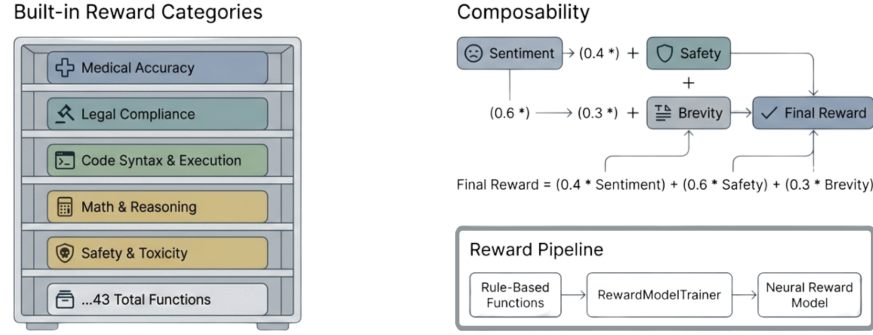 Built-in Reward Categories
Medical Accuracy
Legal Compliance
Code Syntax & Execution
Math & Reasoning
Safety & Toxicity
...43 Total Functions
Composability
Sentiment (0.4 *) + Safety
+
(0.6 *) (0.3 *) + Brevity Final Reward
Final Reward = (0.4 * Sentiment) + (0.6 * Safety) + (0.3 * Brevity)
Reward Pipeline
Rule-Based
Functions
RewardModelTrainer
Neural Reward
Model